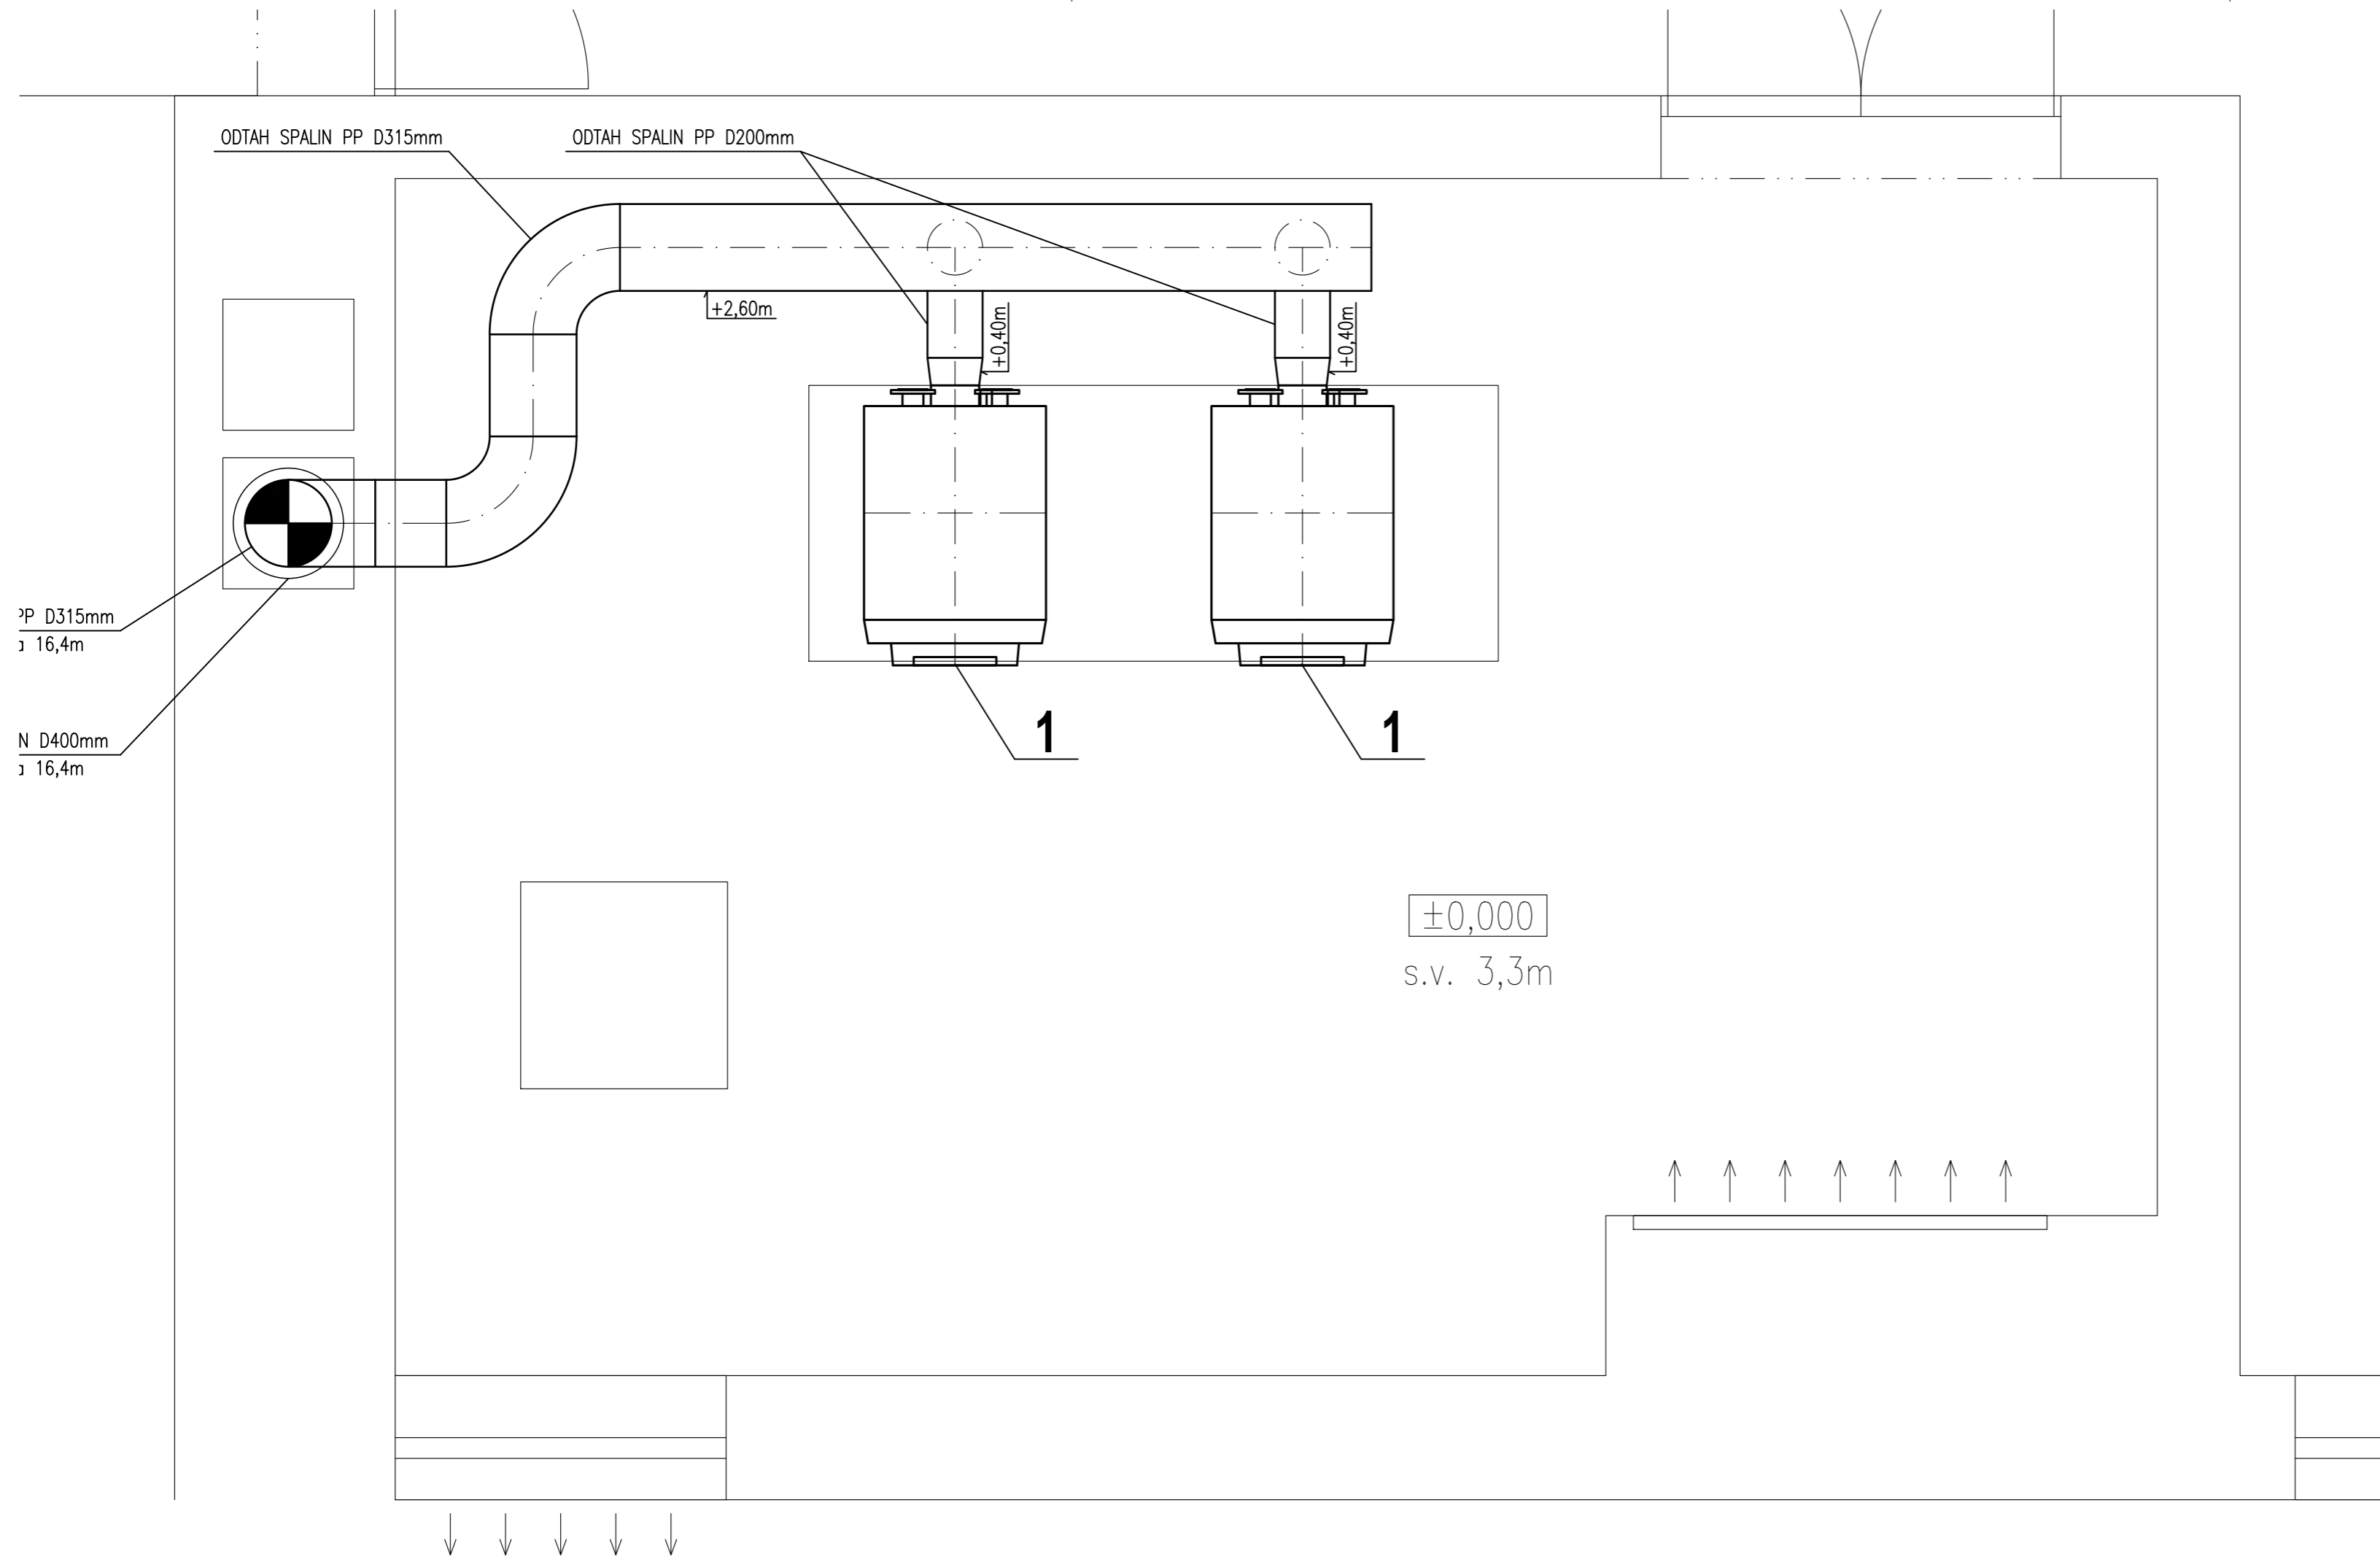 ODTAH SPALIN PP D315mm
ODTAH SPALIN PP D200mm
+2,60m
+0,40m
+0,40m
PP D315mm
16,4m
N D400mm
16,4m
1
1
±0,000
s.v. 3,3m